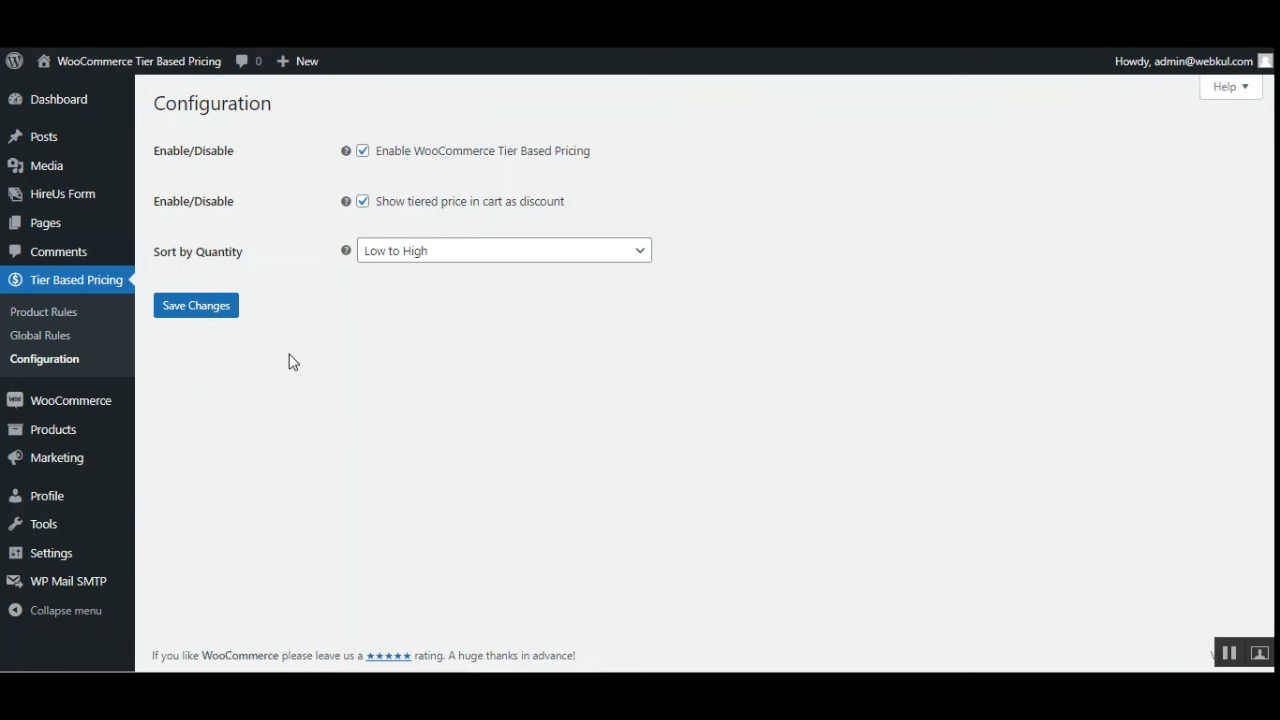 WooCommerce Tier Based Pricing 0 New Howdy, admin@webkul.com
Help
Dashboard
Posts
Media
HireUs Form
Pages
Comments
Tier Based Pricing
Product Rules
Global Rules
Configuration
WooCommerce
Products
Marketing
Profile
Tools
Settings
WP Mail SMTP
Collapse menu
Configuration
Enable/Disable Enable WooCommerce Tier Based Pricing
Enable/Disable Show tiered price in cart as discount
Sort by Quantity Low to High
Save Changes
If you like WooCommerce please leave us a ★★★★★ rating. A huge thanks in advance!